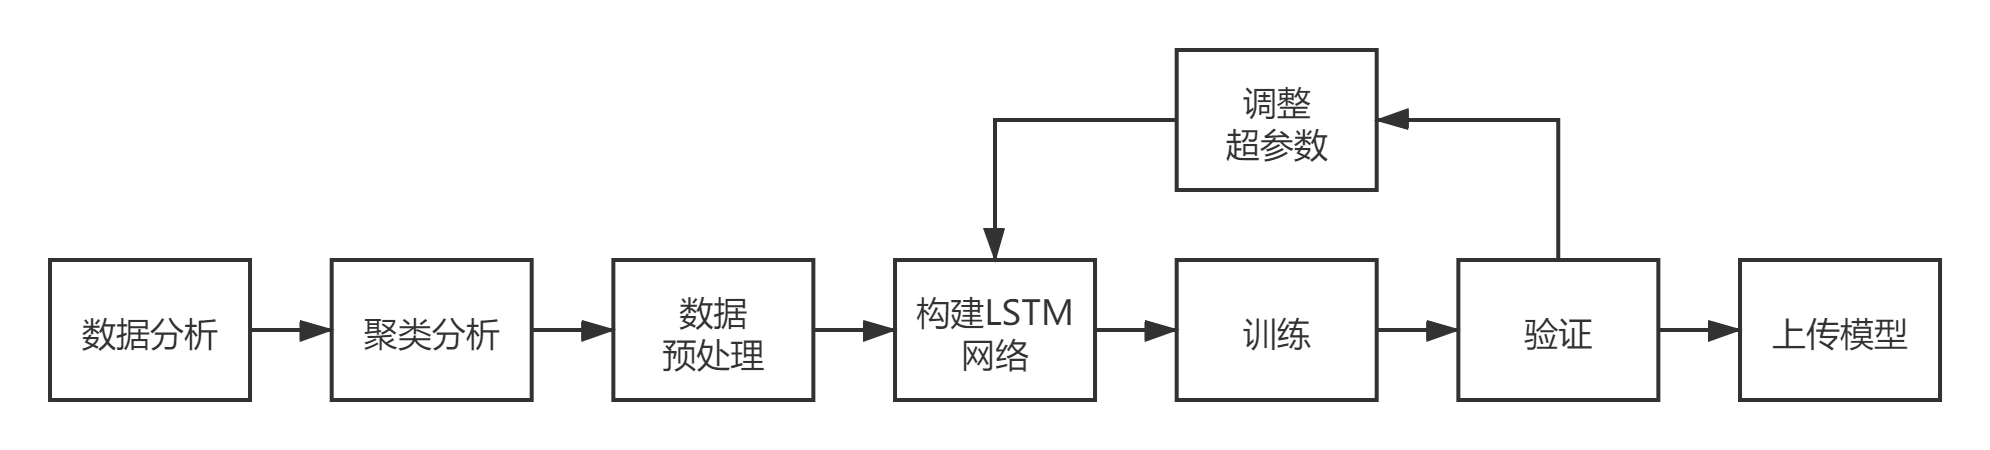 调整
超参数
数据分析
聚类分析
数据
预处理
构建LSTM
网络
训练
验证
上传模型